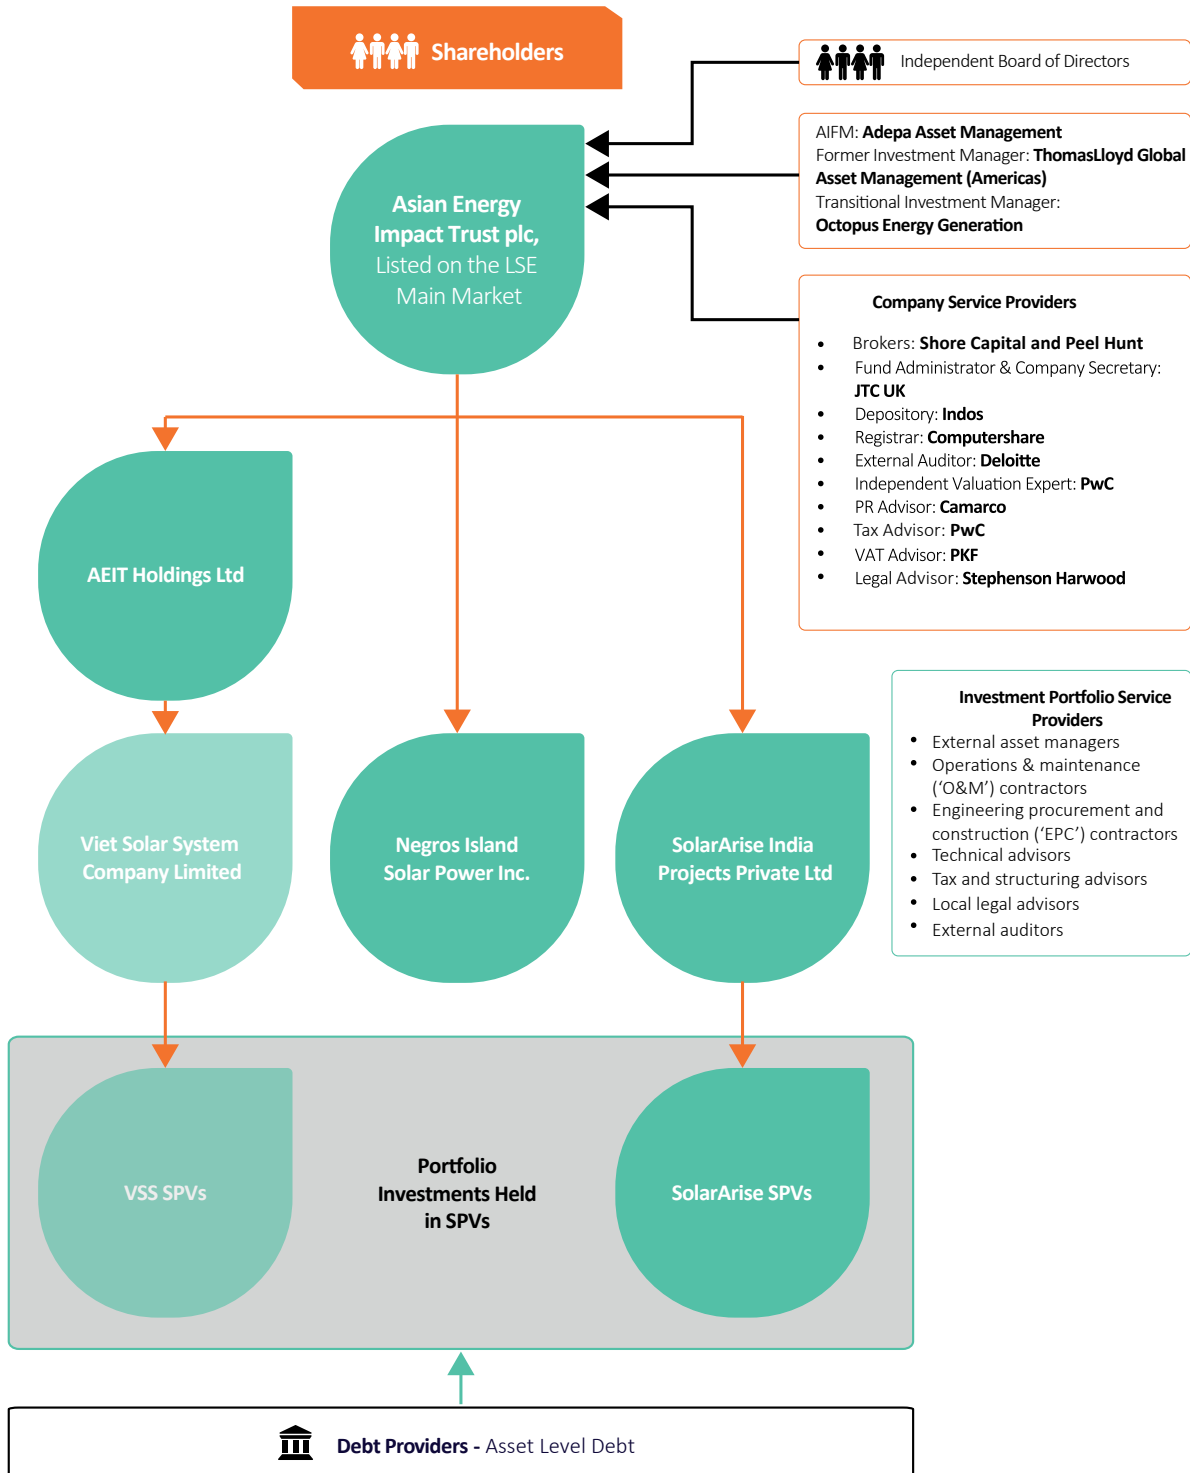 Shareholders
Independent Board of Directors
AIFM: Adepa Asset Management
Former Investment Manager: ThomasLloyd Global
Asset Management (Americas)
Transitional Investment Manager:
Octopus Energy Generation
Asian Energy
Impact Trust plc,
Listed on the LSE
Main Market
Company Service Providers
• Brokers: Shore Capital and Peel Hunt
• Fund Administrator & Company Secretary:
JTC UK
• Depository: Indos
• Registrar: Computershare
• External Auditor: Deloitte
• Independent Valuation Expert: PwC
• PR Advisor: Camarco
• Tax Advisor: PwC
• VAT Advisor: PKF
• Legal Advisor: Stephenson Harwood
AEIT Holdings Ltd
Investment Portfolio Service
Providers
• External asset managers
• Operations & maintenance
(‘O&M’) contractors
• Engineering procurement and
construction (‘EPC’) contractors
• Technical advisors
• Tax and structuring advisors
• Local legal advisors
• External auditors
Viet Solar System
Company Limited
Negros Island
Solar Power Inc.
SolarArise India
Projects Private Ltd
VSS SPVs
Portfolio
Investments Held
in SPVs
SolarArise SPVs
Debt Providers - Asset Level Debt